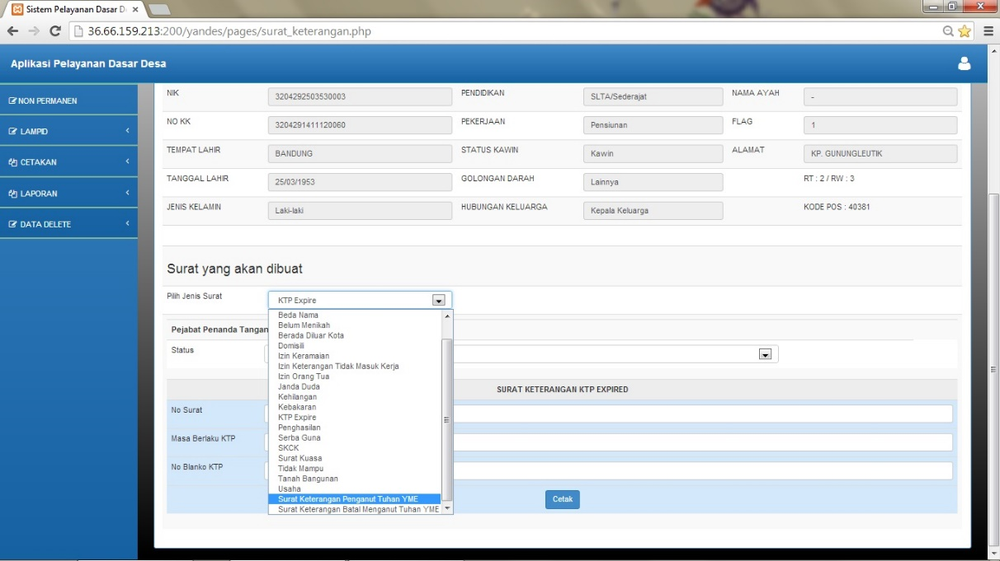 Sistem Pelayanan Dasar D
36.66.159.213:200/yandes/pages/surat_keterangan.php
Aplikasi Pelayanan Dasar Desa
NON PERMANEN
LAMPID
CETAKAN
LAPORAN
DATA DELETE
NIK 3204292503530003 PENDIDIKAN SLTA/Sederajat NAMA AYAH -
NO KK 3204291411120060 PEKERJAAN Pensiunan FLAG 1
TEMPAT LAHIR BANDUNG STATUS KAWIN Kawin ALAMAT KP. GUNUNGLEUTIK
TANGGAL LAHIR 25/03/1953 GOLONGAN DARAH Lainnya RT : 2 / RW : 3
JENIS KELAMIN Laki-laki HUBUNGAN KELUARGA Kepala Keluarga KODE POS : 40381
Surat yang akan dibuat
Pilih Jenis Surat KTP Expire
Beda Nama
Belum Menikah
Berada Diluar Kota
Domisili
Izin Keramaian
Izin Keterangan Tidak Masuk Kerja
Izin Orang Tua
Janda Duda
Kehilangan
Kebakaran
KTP Expire
Penghasilan
Serba Guna
SKCK
Surat Kuasa
Tidak Mampu
Tanah Bangunan
Usaha
Surat Keterangan Penganut Tuhan YME
Surat Keterangan Batal Menganut Tuhan YME
Pejabat Penanda Tangan
Status
SURAT KETERANGAN KTP EXPIRED
No Surat
Masa Berlaku KTP
No Blanko KTP
Cetak